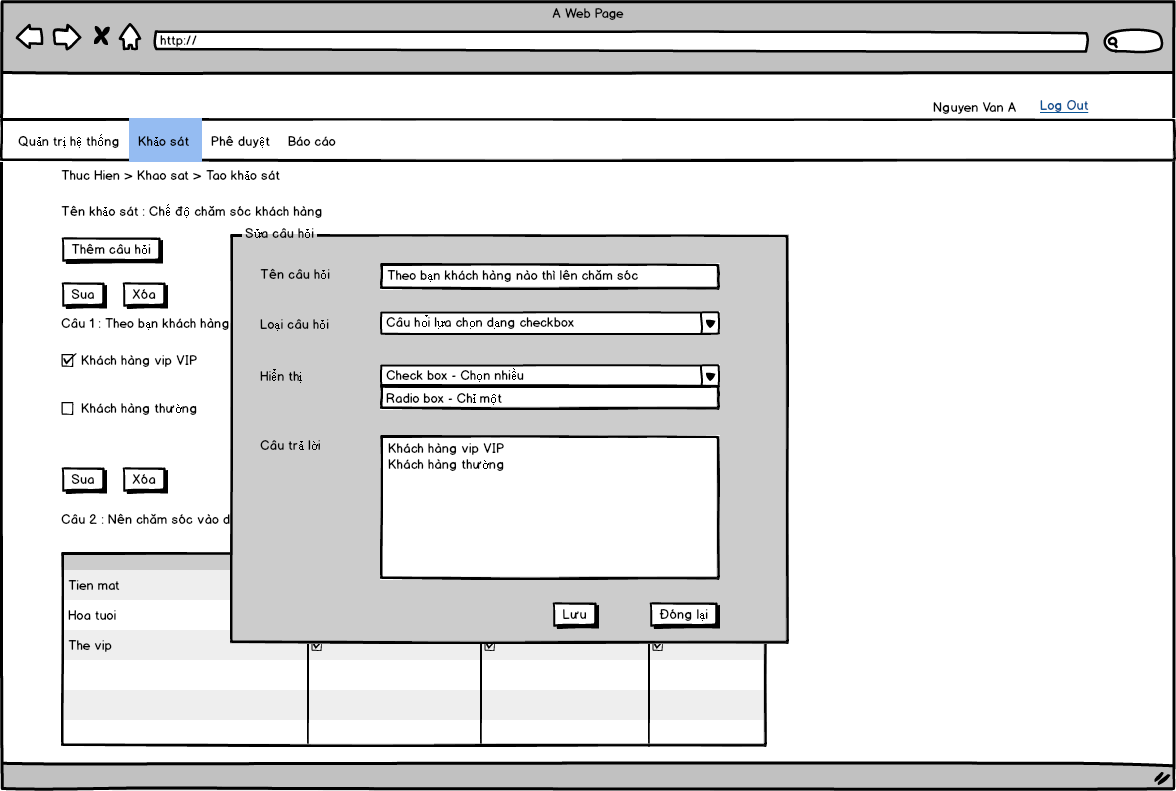 A Web Page
http://
Nguyen Van A Log Out
Quản trị hệ thống Khảo sát Phê duyệt Báo cáo
Thuc Hien > Khao sat > Tao khảo sát
Tên khảo sát : Chế độ chăm sóc khách hàng
Thêm câu hỏi
Sua Xóa
Câu 1 : Theo bạn khách hàng
Khách hàng vip VIP
Khách hàng thường
Sua Xóa
Câu 2 : Nên chăm sóc vào
Tien mat
Hoa tuoi
The vip
Sửa câu hỏi
Tên câu hỏi Theo bạn khách hàng nào thì lên chăm sóc
Loại câu hỏi Câu hỏi lựa chọn dạng checkbox
Hiển thị Check box - Chọn nhiều
Radio box - Chỉ một
Câu trả lời Khách hàng vip VIP
Khách hàng thường
Lưu Đóng lại